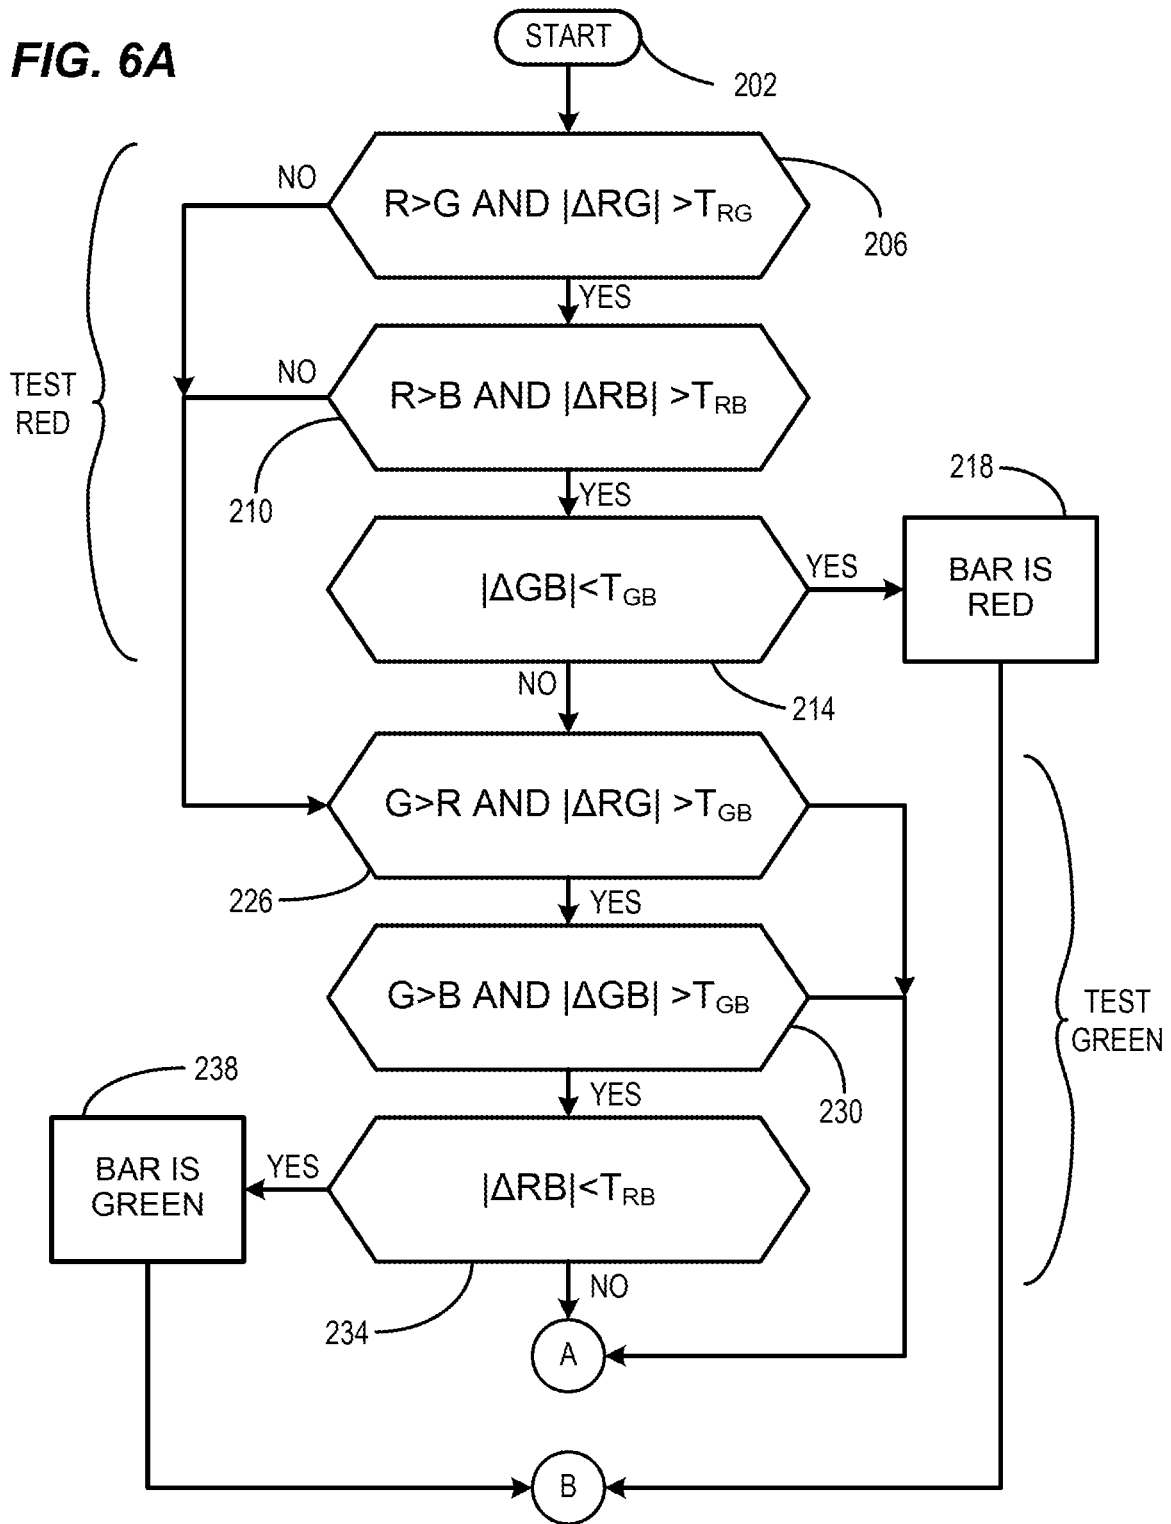 FIG. 6A
START
202
NO
R>G AND |ΔRG| >TRG
206
YES
TEST
RED
NO
R>B AND |ΔRB| >TRB
210
YES
218
|ΔGB|<TGB
YES
BAR IS
RED
NO
214
G>R AND |ΔRG| >TGB
226
YES
G>B AND |ΔGB| >TGB
TEST
GREEN
238
YES
230
BAR IS
GREEN
YES
|ΔRB|<TRB
234
NO
A
B